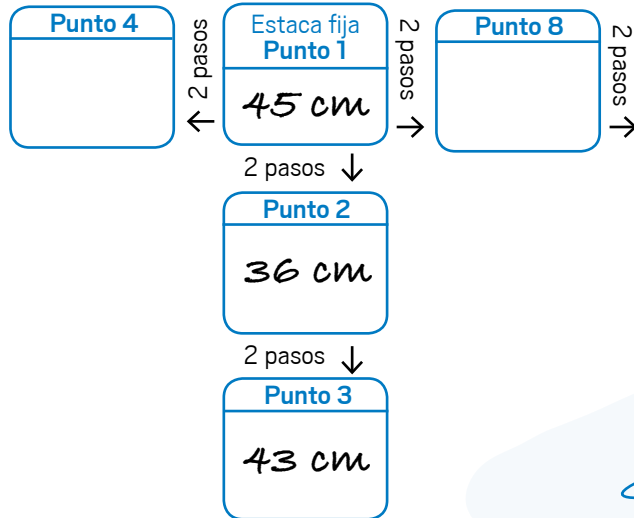 Punto 4
2 pasos
Estaca fija
Punto 1
45 cm
2 pasos
Punto 8
2 pasos
2 pasos
Punto 2
36 cm
2 pasos
Punto 3
43 cm